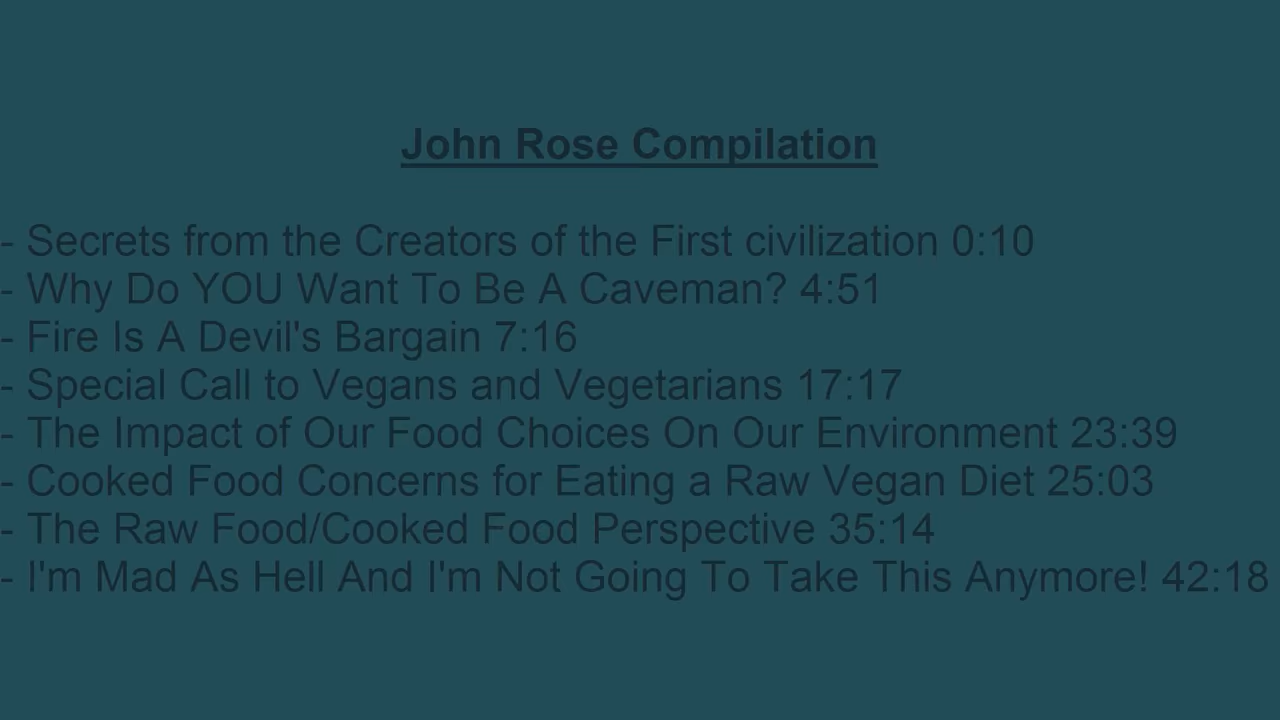 John Rose Compilation
- Secrets from the Creators of the First civilization 0:10
- Why Do YOU Want To Be A Caveman? 4:51
- Fire Is A Devil's Bargain 7:16
- Special Call to Vegans and Vegetarians 17:17
- The Impact of Our Food Choices On Our Environment 23:39
- Cooked Food Concerns for Eating a Raw Vegan Diet 25:03
- The Raw Food/Cooked Food Perspective 35:14
- I'm Mad As Hell And I'm Not Going To Take This Anymore! 42:18